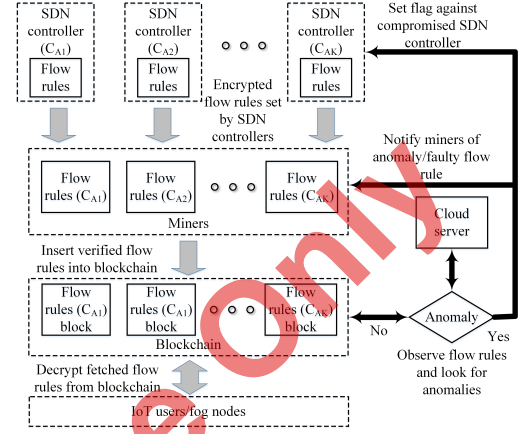 SDN
controller
(CA1)
Flow
rules
SDN
controller
(CA2)
Flow
rules
SDN
controller
(CAK)
Flow
rules
Set flag against
compromised SDN
controller
Encrypted
flow rules set
by SDN
controllers
Notify miners of
anomaly/faulty flow
rule
Flow
rules (CA1)
Flow
rules (CA2)
Flow
rules (CAK)
Miners
Cloud
server
Insert verified flow
rules into blockchain
Flow
rules (CA1)
block
Flow
rules (CA1)
block
Flow
rules (CAK)
block
Blockchain
No
Anomaly
Yes
Observe flow rules
and look for
anomalies
Decrypt fetched flow
rules from blockchain
IoT users/fog nodes
e Only